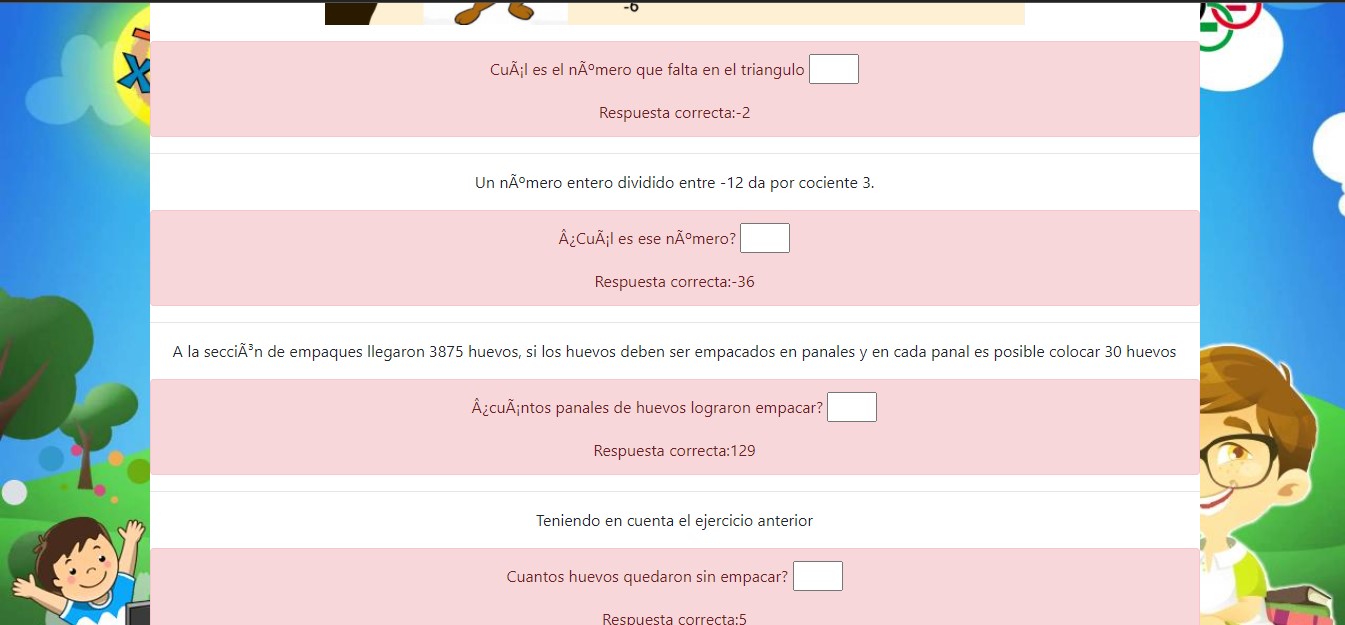 -6
CuÃ¡l es el nÃºmero que falta en el triangulo
Respuesta correcta:-2
Un nÃºmero entero dividido entre -12 da por cociente 3.
Â¿CuÃ¡l es ese nÃºmero?
Respuesta correcta:-36
A la secciÃ³n de empaques llegaron 3875 huevos, si los huevos deben ser empacados en panales y en cada panal es posible colocar 30 huevos
Â¿cuÃ¡ntos panales de huevos lograron empacar?
Respuesta correcta:129
Teniendo en cuenta el ejercicio anterior
Cuantos huevos quedaron sin empacar?
Respuesta correcta:5